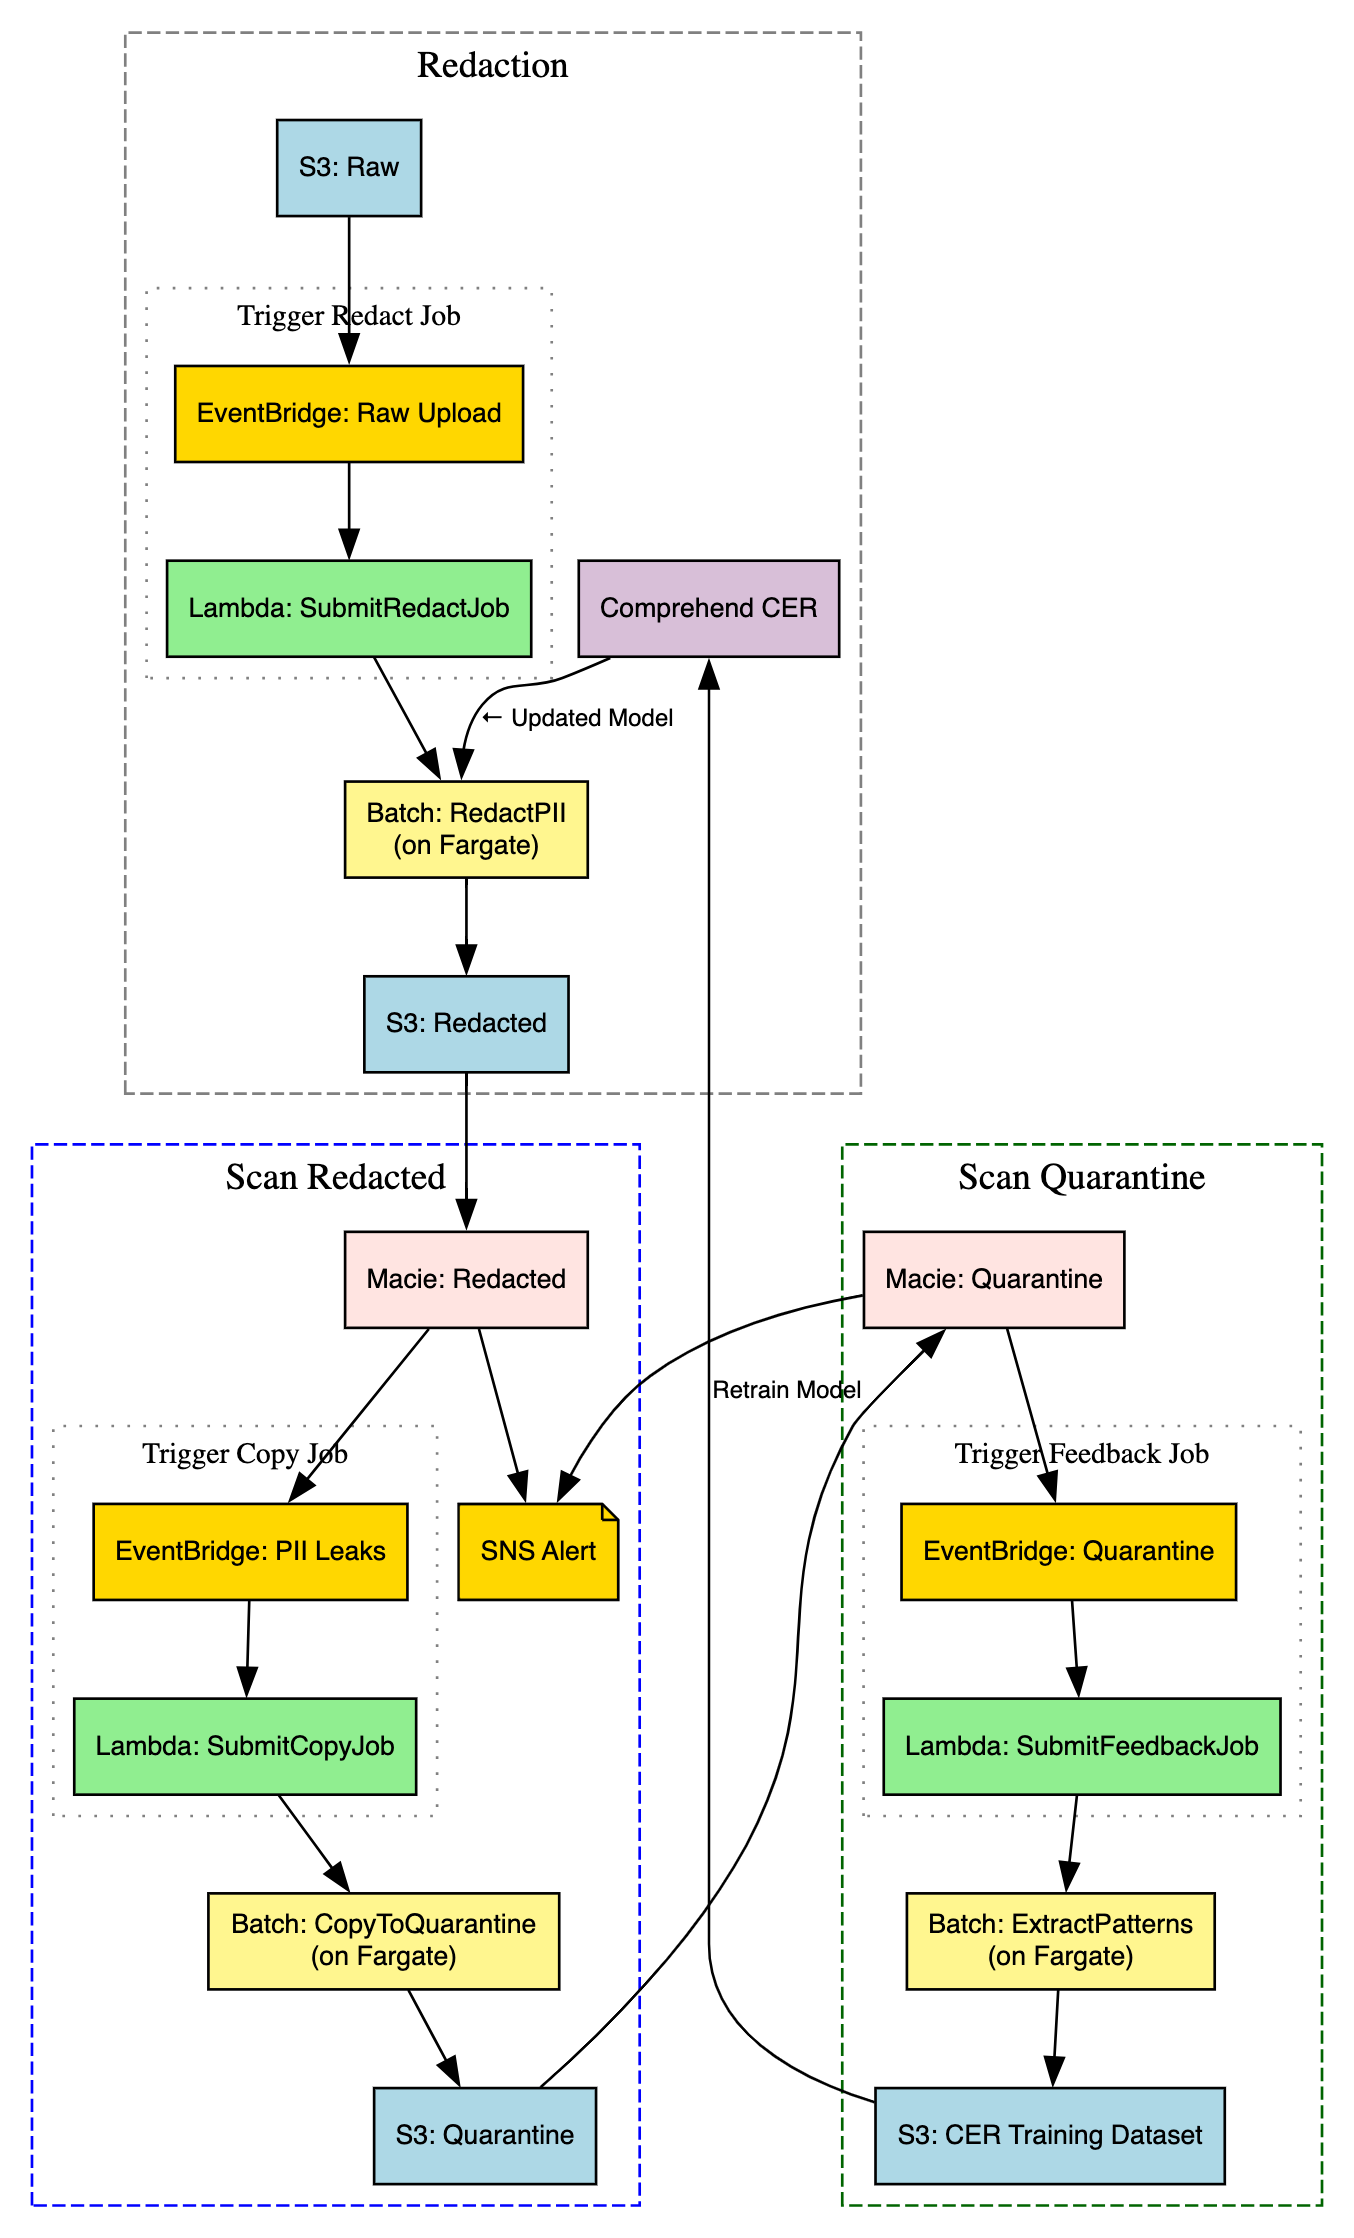 Redaction
S3: Raw
Trigger Redact Job
EventBridge: Raw Upload
Lambda: SubmitRedactJob
Comprehend CER
← Updated Model
Batch: RedactPII
(on Fargate)
S3: Redacted
Scan Redacted
Macie: Redacted
Trigger Copy Job
EventBridge: PII Leaks
SNS Alert
Lambda: SubmitCopyJob
Batch: CopyToQuarantine
(on Fargate)
S3: Quarantine
Retrain Model
Scan Quarantine
Macie: Quarantine
Trigger Feedback Job
EventBridge: Quarantine
Lambda: SubmitFeedbackJob
Batch: ExtractPatterns
(on Fargate)
S3: CER Training Dataset